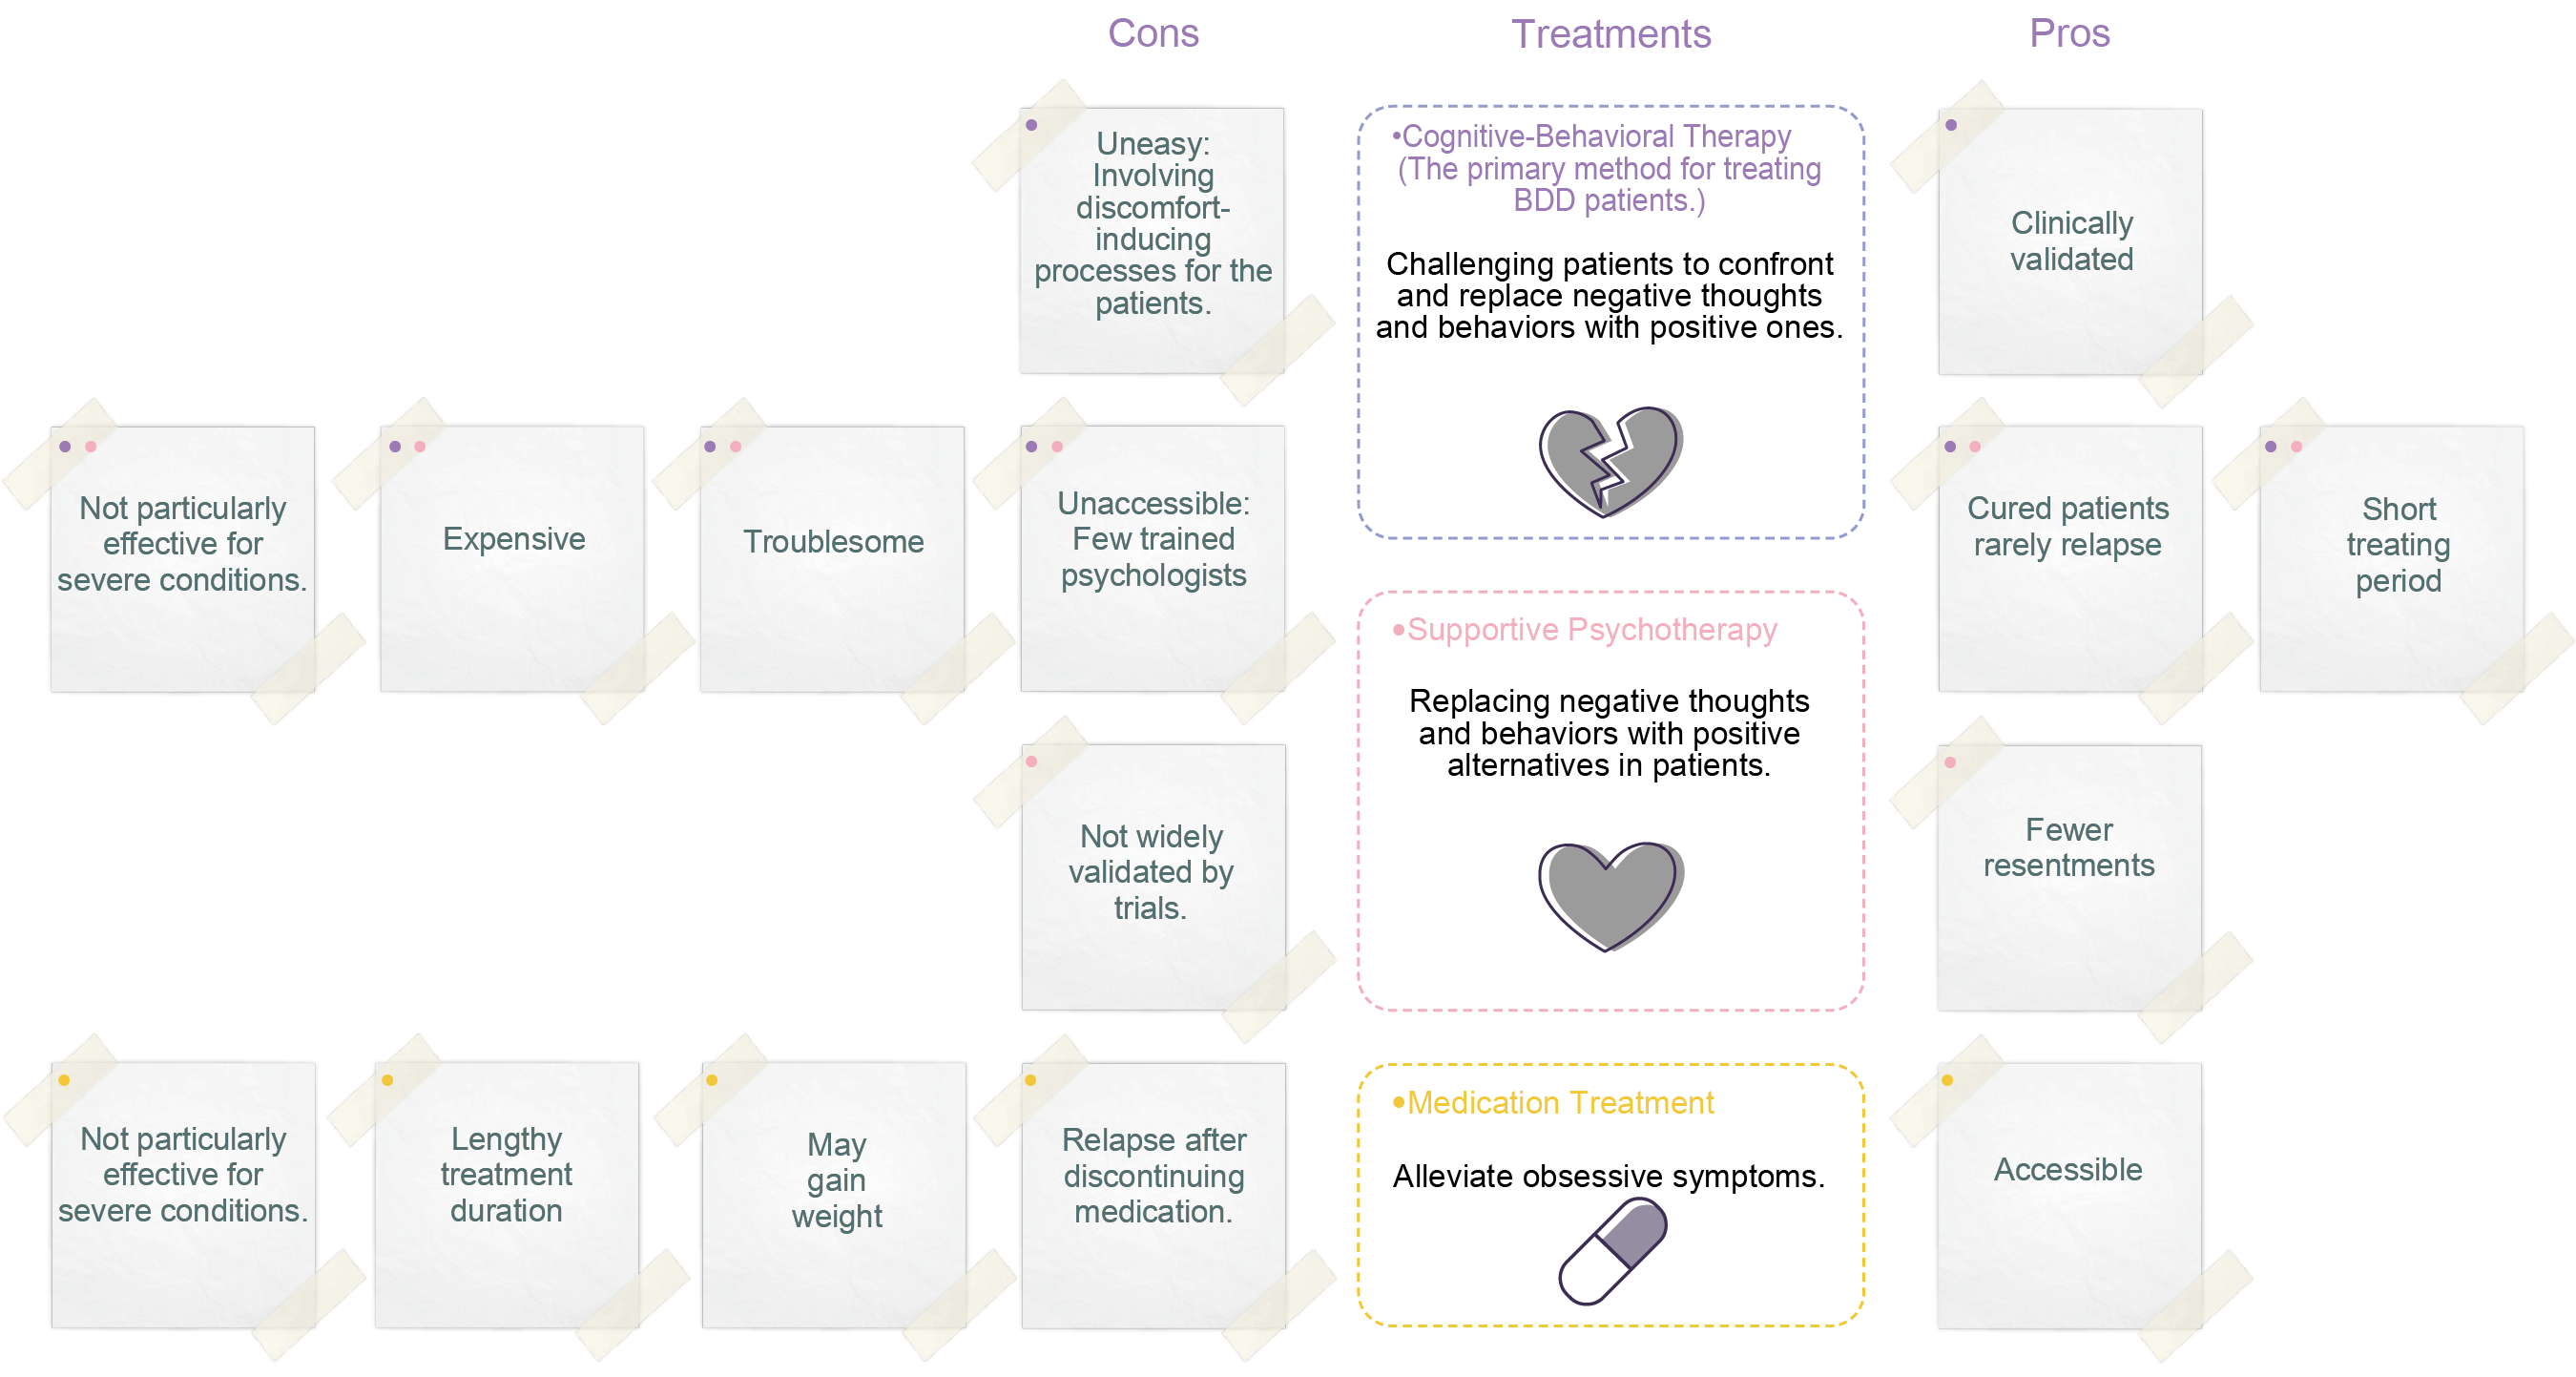 Cons
Treatments
Pros
Uneasy:
Involving
discomfort-
inducing
processes for the
patients.
•Cognitive-Behavioral Therapy
(The primary method for treating
BDD patients.)
Challenging patients to confront
and replace negative thoughts
and behaviors with positive ones.
Clinically
validated
Not particularly
effective for
severe conditions.
Expensive
Troublesome
Unaccessible:
Few trained
psychologists
Cured patients
rarely relapse
Short
treating
period
•Supportive Psychotherapy
Replacing negative thoughts
and behaviors with positive
alternatives in patients.
Not widely
validated by
trials.
Fewer
resentments
Not particularly
effective for
severe conditions.
Lengthy
treatment
duration
May
gain
weight
Relapse after
discontinuing
medication.
•Medication Treatment
Alleviate obsessive symptoms.
Accessible